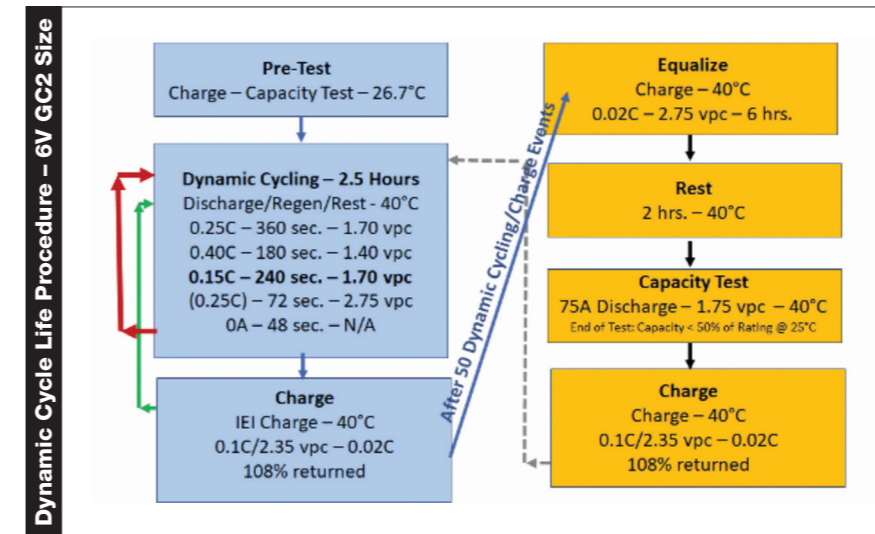 Dynamic Cycle Life Procedure – 6V GC2 Size
Pre-Test
Charge – Capacity Test – 26.7°C
Dynamic Cycling – 2.5 Hours
Discharge/Regen/Rest - 40°C
0.25C – 360 sec. – 1.70 vpc
0.40C – 180 sec. – 1.40 vpc
0.15C – 240 sec. – 1.70 vpc
(0.25C) – 72 sec. – 2.75 vpc
0A – 48 sec. – N/A
Charge
IEI Charge – 40°C
0.1C/2.35 vpc – 0.02C
108% returned
After 50 Dynamic Cycling/Charge Events
Equalize
Charge – 40°C
0.02C – 2.75 vpc – 6 hrs.
Rest
2 hrs. – 40°C
Capacity Test
75A Discharge – 1.75 vpc – 40°C
End of Test: Capacity < 50% of Rating @ 25°C
Charge
Charge – 40°C
0.1C/2.35 vpc – 0.02C
108% returned